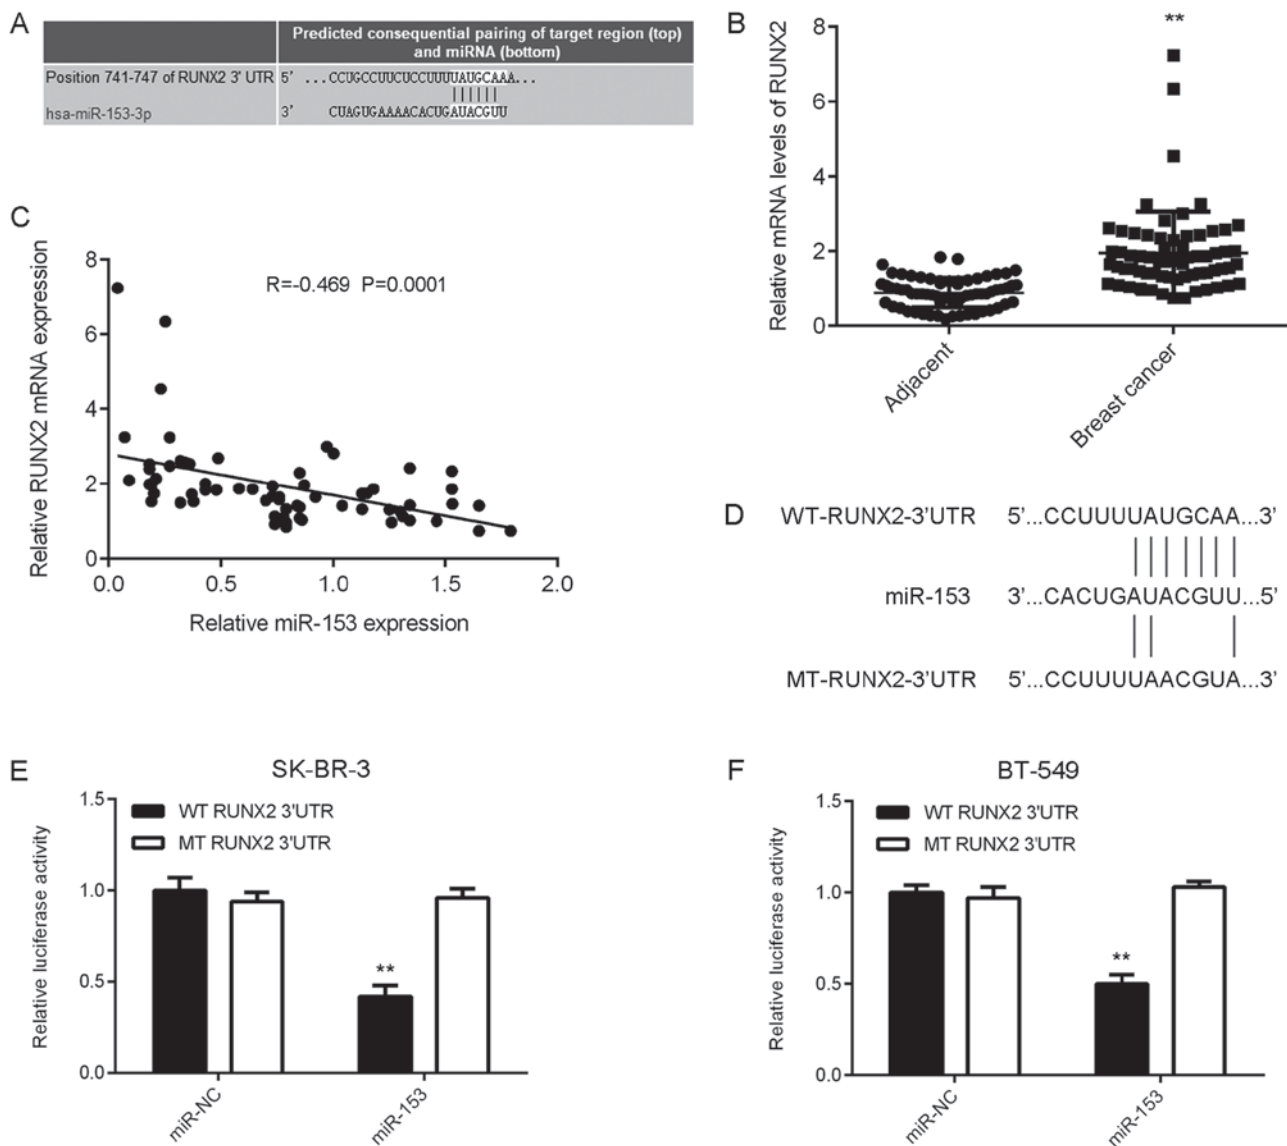 A
Predicted consequential pairing of target region (top)
and miRNA (bottom)
Position 741-747 of RUNX2 3' UTR 5' ...CCUGCCUUCUCCUUUUAUGCAAA...
hsa-miR-153-3p 3' CUAGUGAAAACACUGAUACGUU
B
**
Relative mRNA levels of RUNX2
8
6
4
2
0
Adjacent
Breast cancer
C
R=-0.469 P=0.0001
Relative RUNX2 mRNA expression
8
6
4
2
0
0.0 0.5 1.0 1.5 2.0
Relative miR-153 expression
D
WT-RUNX2-3'UTR 5'...CCUUUUAUGCAA...3'
miR-153 3'...CACUGAUACGUU...5'
MT-RUNX2-3'UTR 5'...CCUUUUAACGUA...3'
E
SK-BR-3
WT RUNX2 3'UTR
MT RUNX2 3'UTR
Relative luciferase activity
1.5
1.0
0.5
0.0
**
miR-NC
miR-153
F
BT-549
WT RUNX2 3'UTR
MT RUNX2 3'UTR
Relative luciferase activity
1.5
1.0
0.5
0.0
**
miR-NC
miR-153